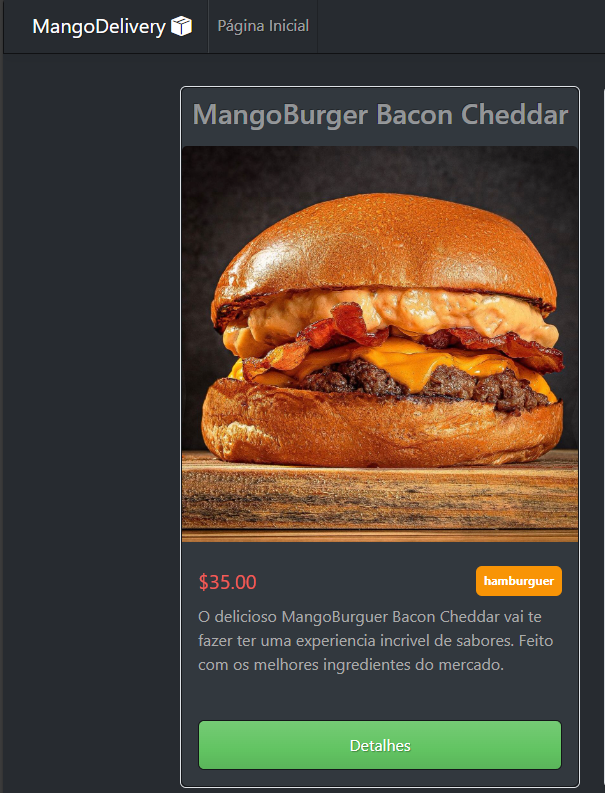 MangoDelivery
Página Inicial
MangoBurger Bacon Cheddar
$35.00
hamburguer
O delicioso MangoBurguer Bacon Cheddar vai te
fazer ter uma experiencia incrivel de sabores. Feito
com os melhores ingredientes do mercado.
Detalhes